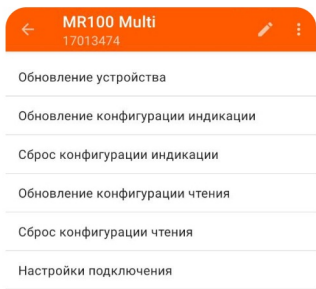 MR100 Multi
17013474
Обновление устройства
Обновление конфигурации индикации
Сброс конфигурации индикации
Обновление конфигурации чтения
Сброс конфигурации чтения
Настройки подключения